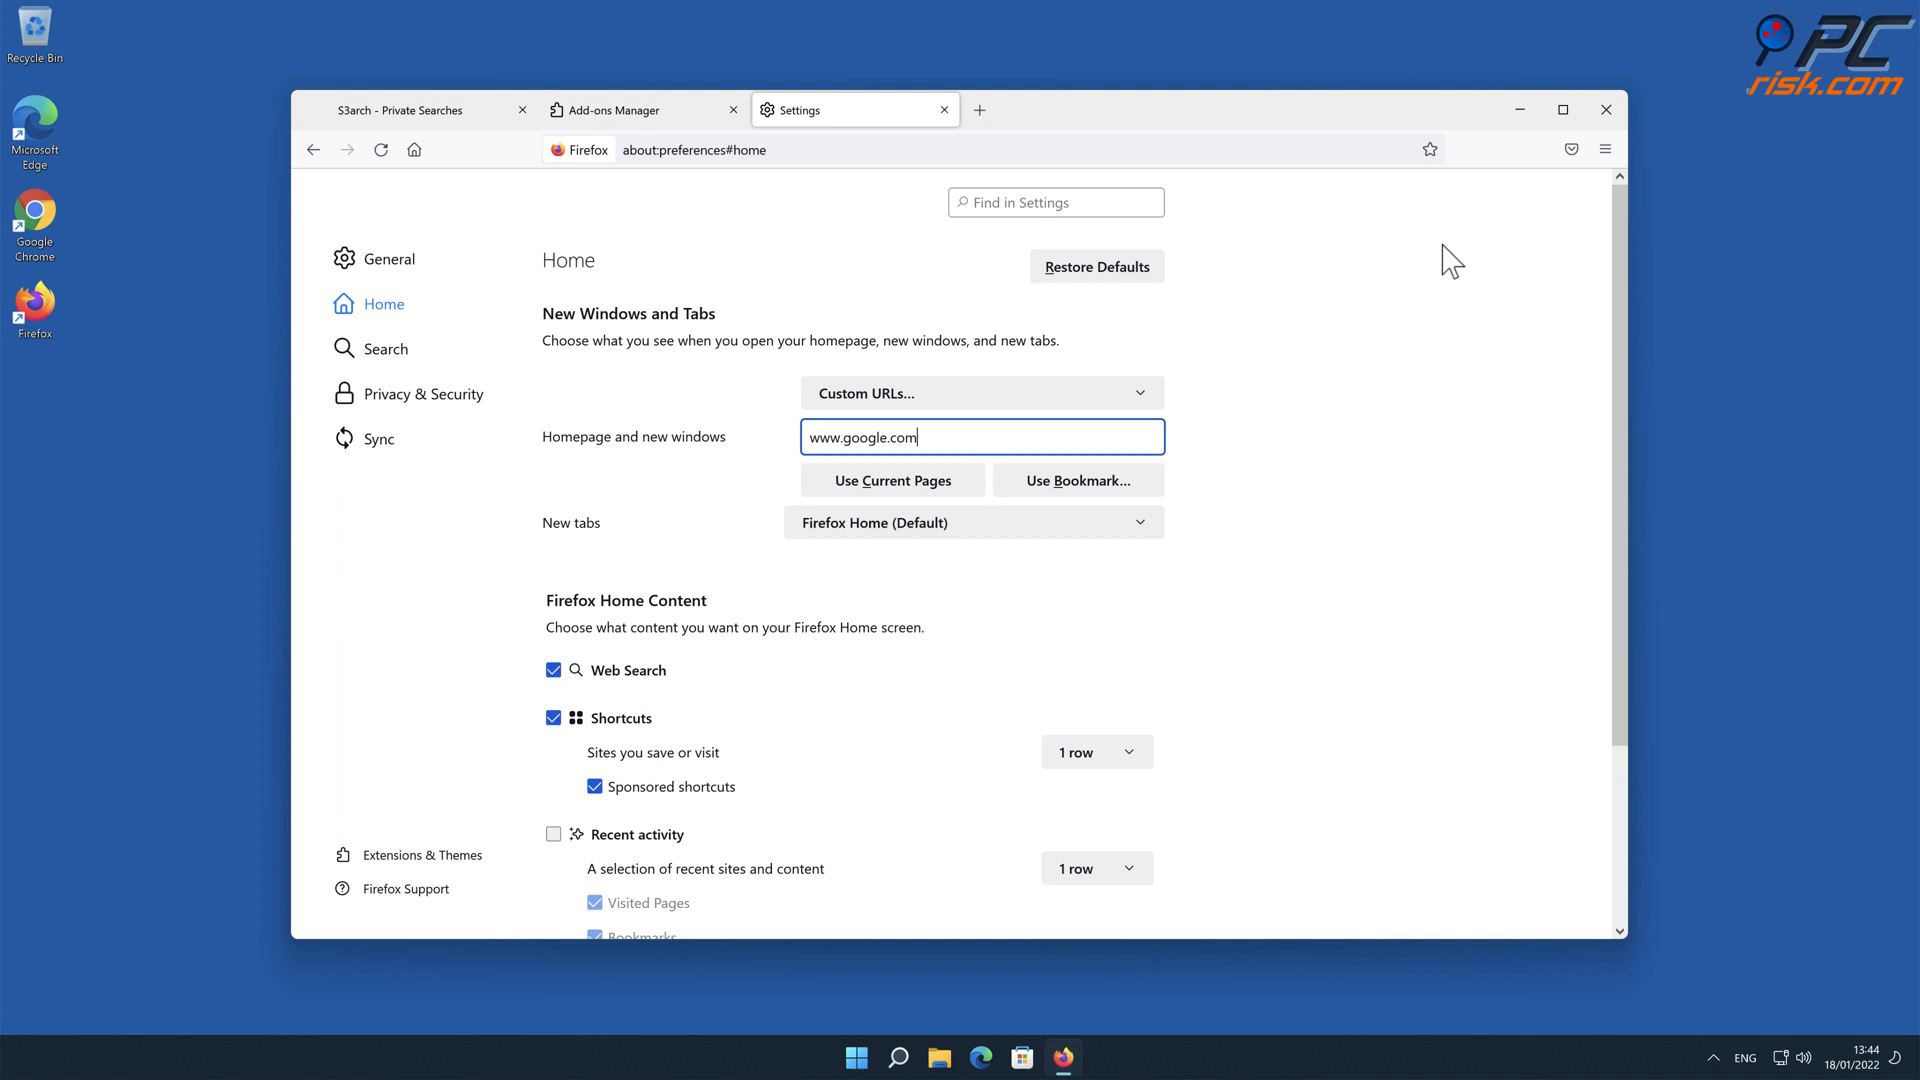 Recycle Bin
Microsoft
Edge
Google
Chrome
Firefox
PC
risk.com
S3arch - Private Searches
Add-ons Manager
Settings
Firefox
about:preferences#home
Find in Settings
General
Home
Search
Privacy & Security
Sync
Extensions & Themes
Firefox Support
Home
Restore Defaults
New Windows and Tabs
Choose what you see when you open your homepage, new windows, and new tabs.
Custom URLs...
Homepage and new windows
www.google.com
Use Current Pages
Use Bookmark...
New tabs
Firefox Home (Default)
Firefox Home Content
Choose what content you want on your Firefox Home screen.
Web Search
Shortcuts
Sites you save or visit
1 row
Sponsored shortcuts
Recent activity
A selection of recent sites and content
1 row
Visited Pages
Bookmarks
ENG
13:44
18/01/2022